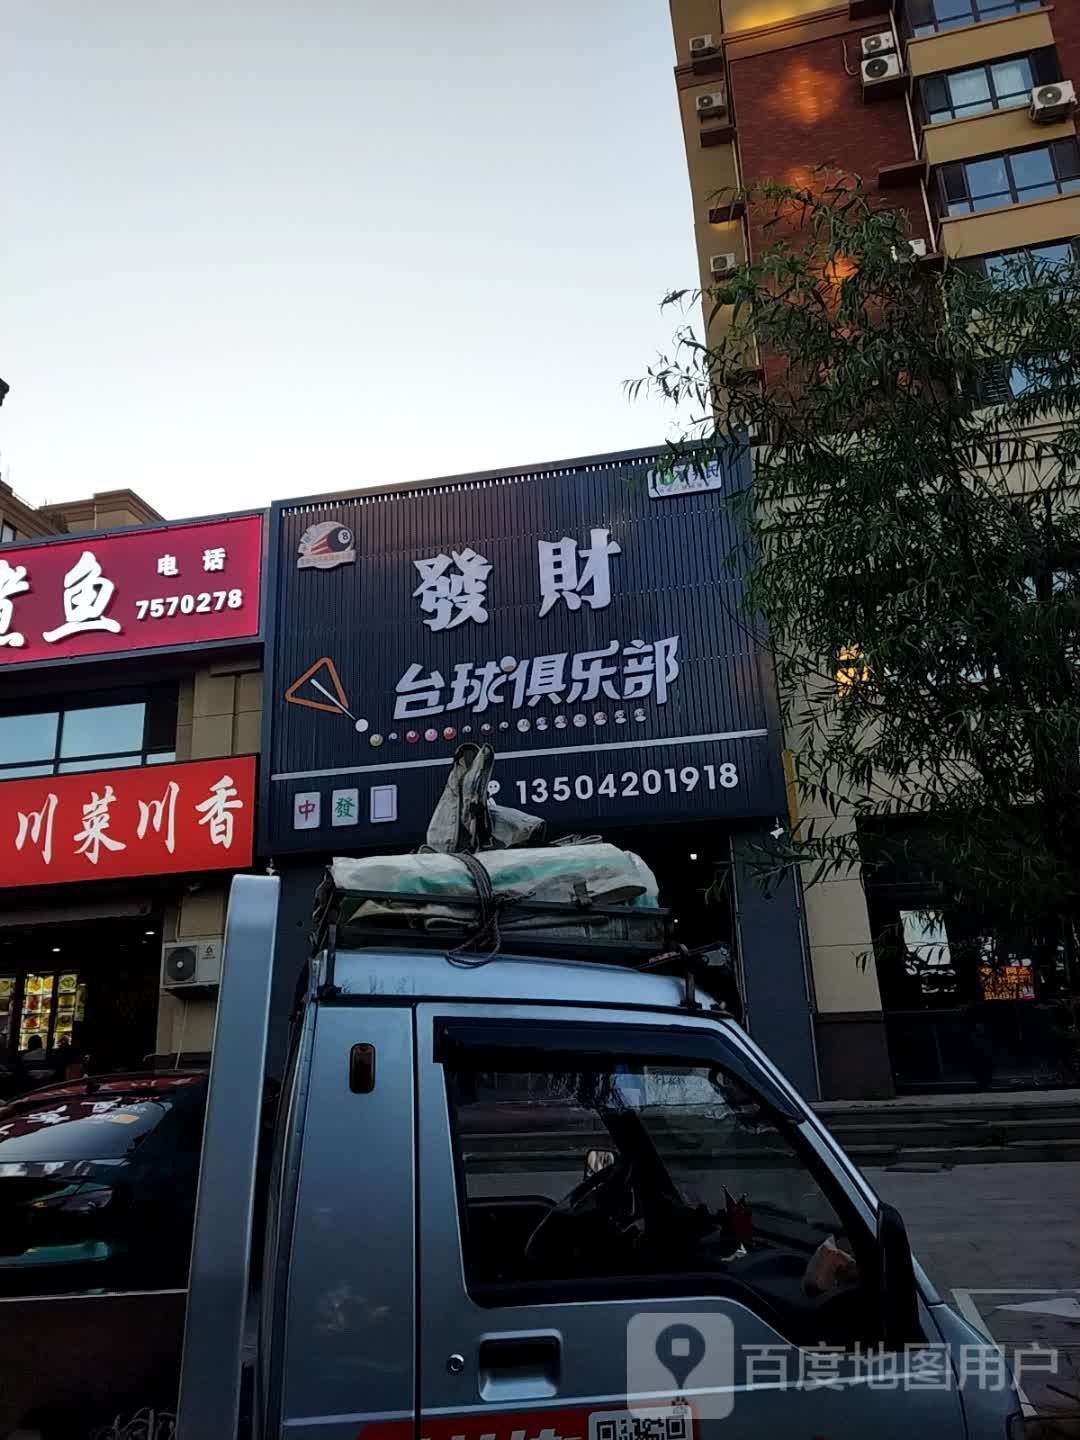 煮鱼
电话
7570278
川菜川香
8
發財
台球俱乐部
13504201918
中 發
百度地图用户